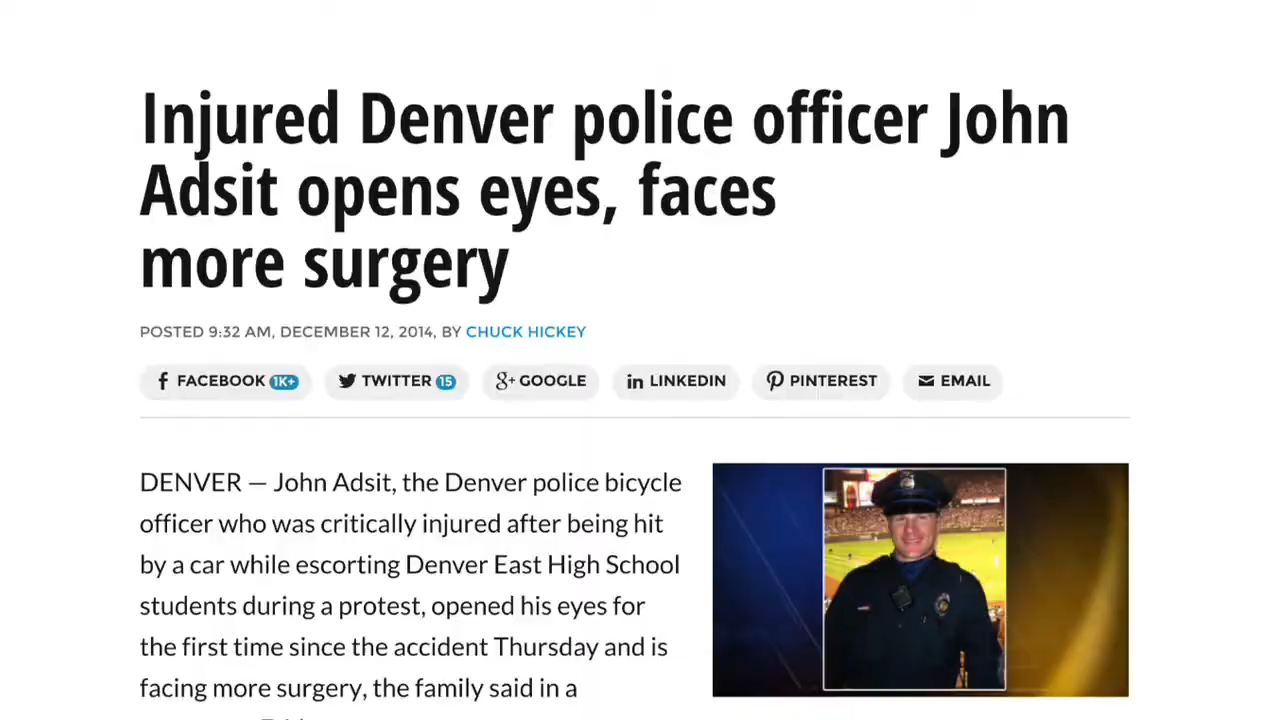 Injured Denver police officer John
Adsit opens eyes, faces
more surgery
POSTED 9:32 AM, DECEMBER 12, 2014, BY CHUCK HICKEY
FACEBOOK 1K+ TWITTER 15 g+ GOOGLE in LINKEDIN PINTEREST EMAIL
DENVER — John Adsit, the Denver police bicycle
officer who was critically injured after being hit
by a car while escorting Denver East High School
students during a protest, opened his eyes for
the first time since the accident Thursday and is
facing more surgery, the family said in a